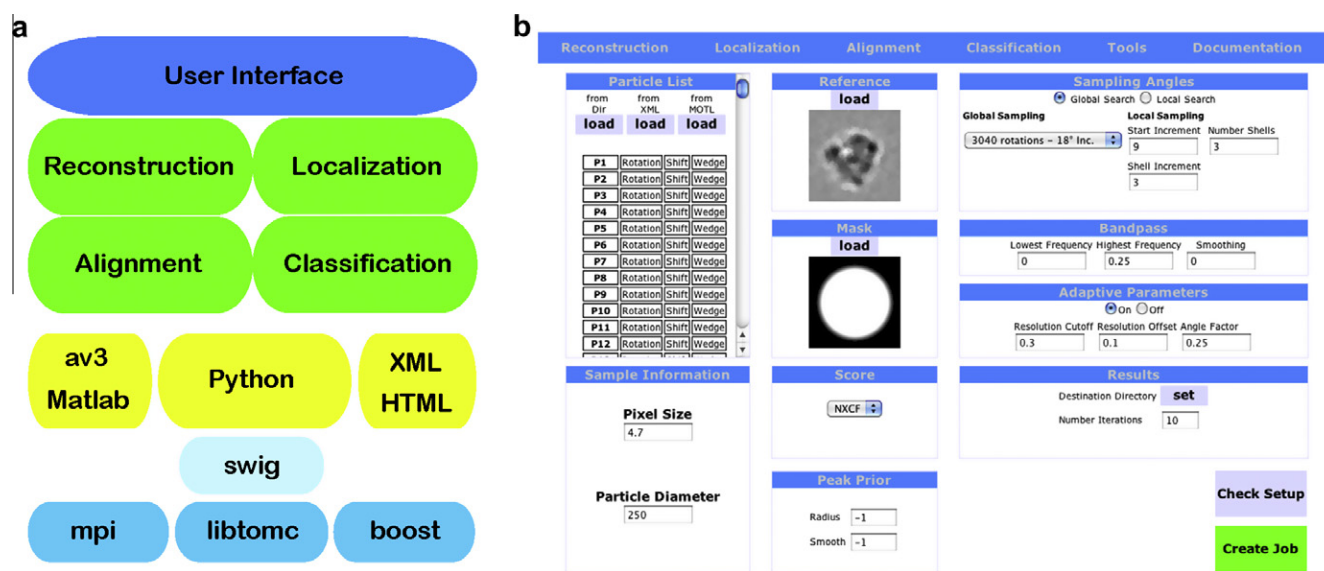 a
User Interface
Reconstruction Localization
Alignment Classification
av3
Matlab
Python
XML
HTML
swig
mpi libtomc boost
b
Reconstruction Localization Alignment Classification Tools Documentation
Particle List
from from from
Dir XML MOTL
load load load
P1 Rotation Shift Wedge
P2 Rotation Shift Wedge
P3 Rotation Shift Wedge
P4 Rotation Shift Wedge
P5 Rotation Shift Wedge
P6 Rotation Shift Wedge
P7 Rotation Shift Wedge
P8 Rotation Shift Wedge
P9 Rotation Shift Wedge
P10 Rotation Shift Wedge
P11 Rotation Shift Wedge
P12 Rotation Shift Wedge
Reference
load
Mask
load
Sampling Angles
Global Search Local Search
Global Sampling Local Sampling
3040 rotations - 18° Inc.
Start Increment Number Shells
9 3
Shell Increment
3
Bandpass
Lowest Frequency Highest Frequency Smoothing
0 0.25 0
Adaptive Parameters
On Off
Resolution Cutoff Resolution Offset Angle Factor
0.3 0.1 0.25
Sample Information
Pixel Size
4.7
Particle Diameter
250
Score
NXCF
Peak Prior
Radius -1
Smooth -1
Results
Destination Directory set
Number Iterations 10
Check Setup
Create Job